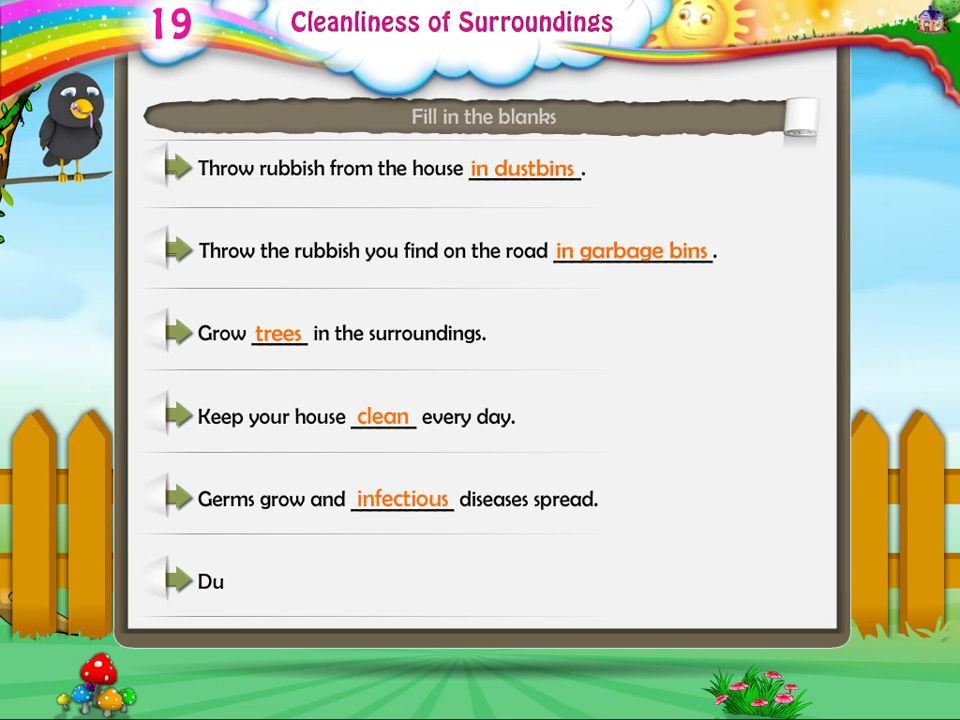 19
Cleanliness of Surroundings
Fill in the blanks
Throw rubbish from the house in dustbins.
Throw the rubbish you find on the road in garbage bins.
Grow trees in the surroundings.
Keep your house clean every day.
Germs grow and infectious diseases spread.
Du